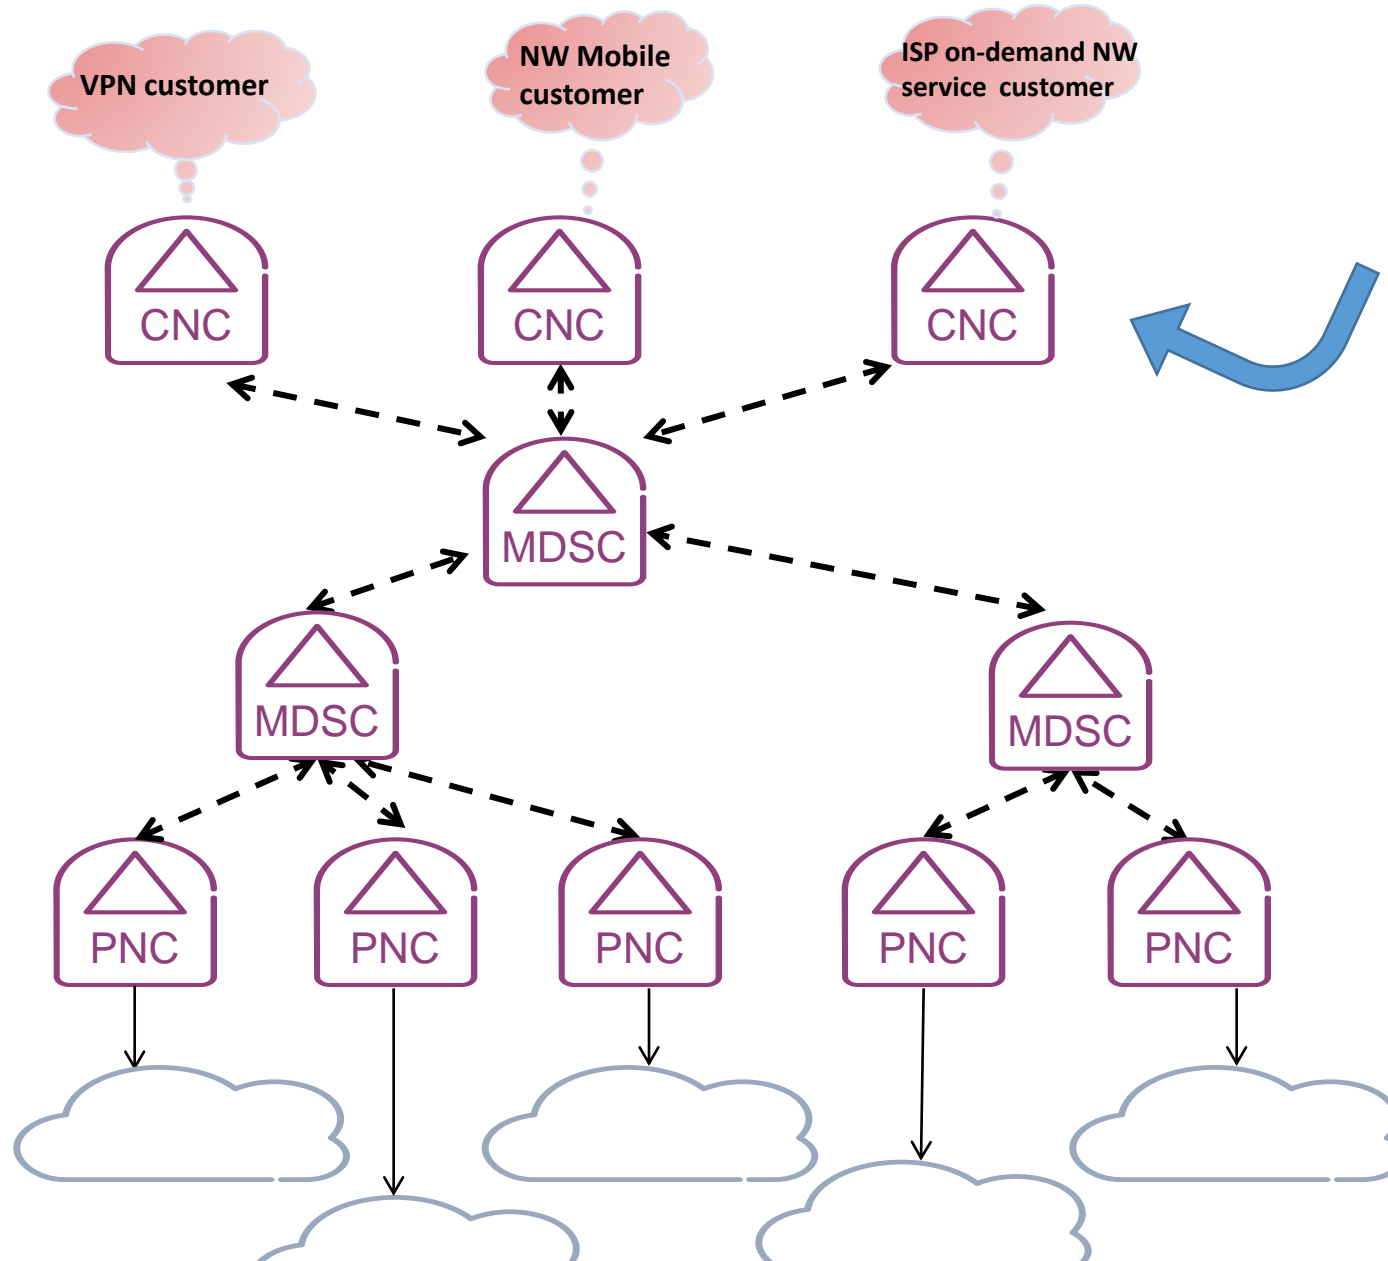 VPN customer
NW Mobile
customer
ISP on-demand NW
service customer
CNC
CNC
CNC
MDSC
MDSC
MDSC
PNC
PNC
PNC
PNC
PNC